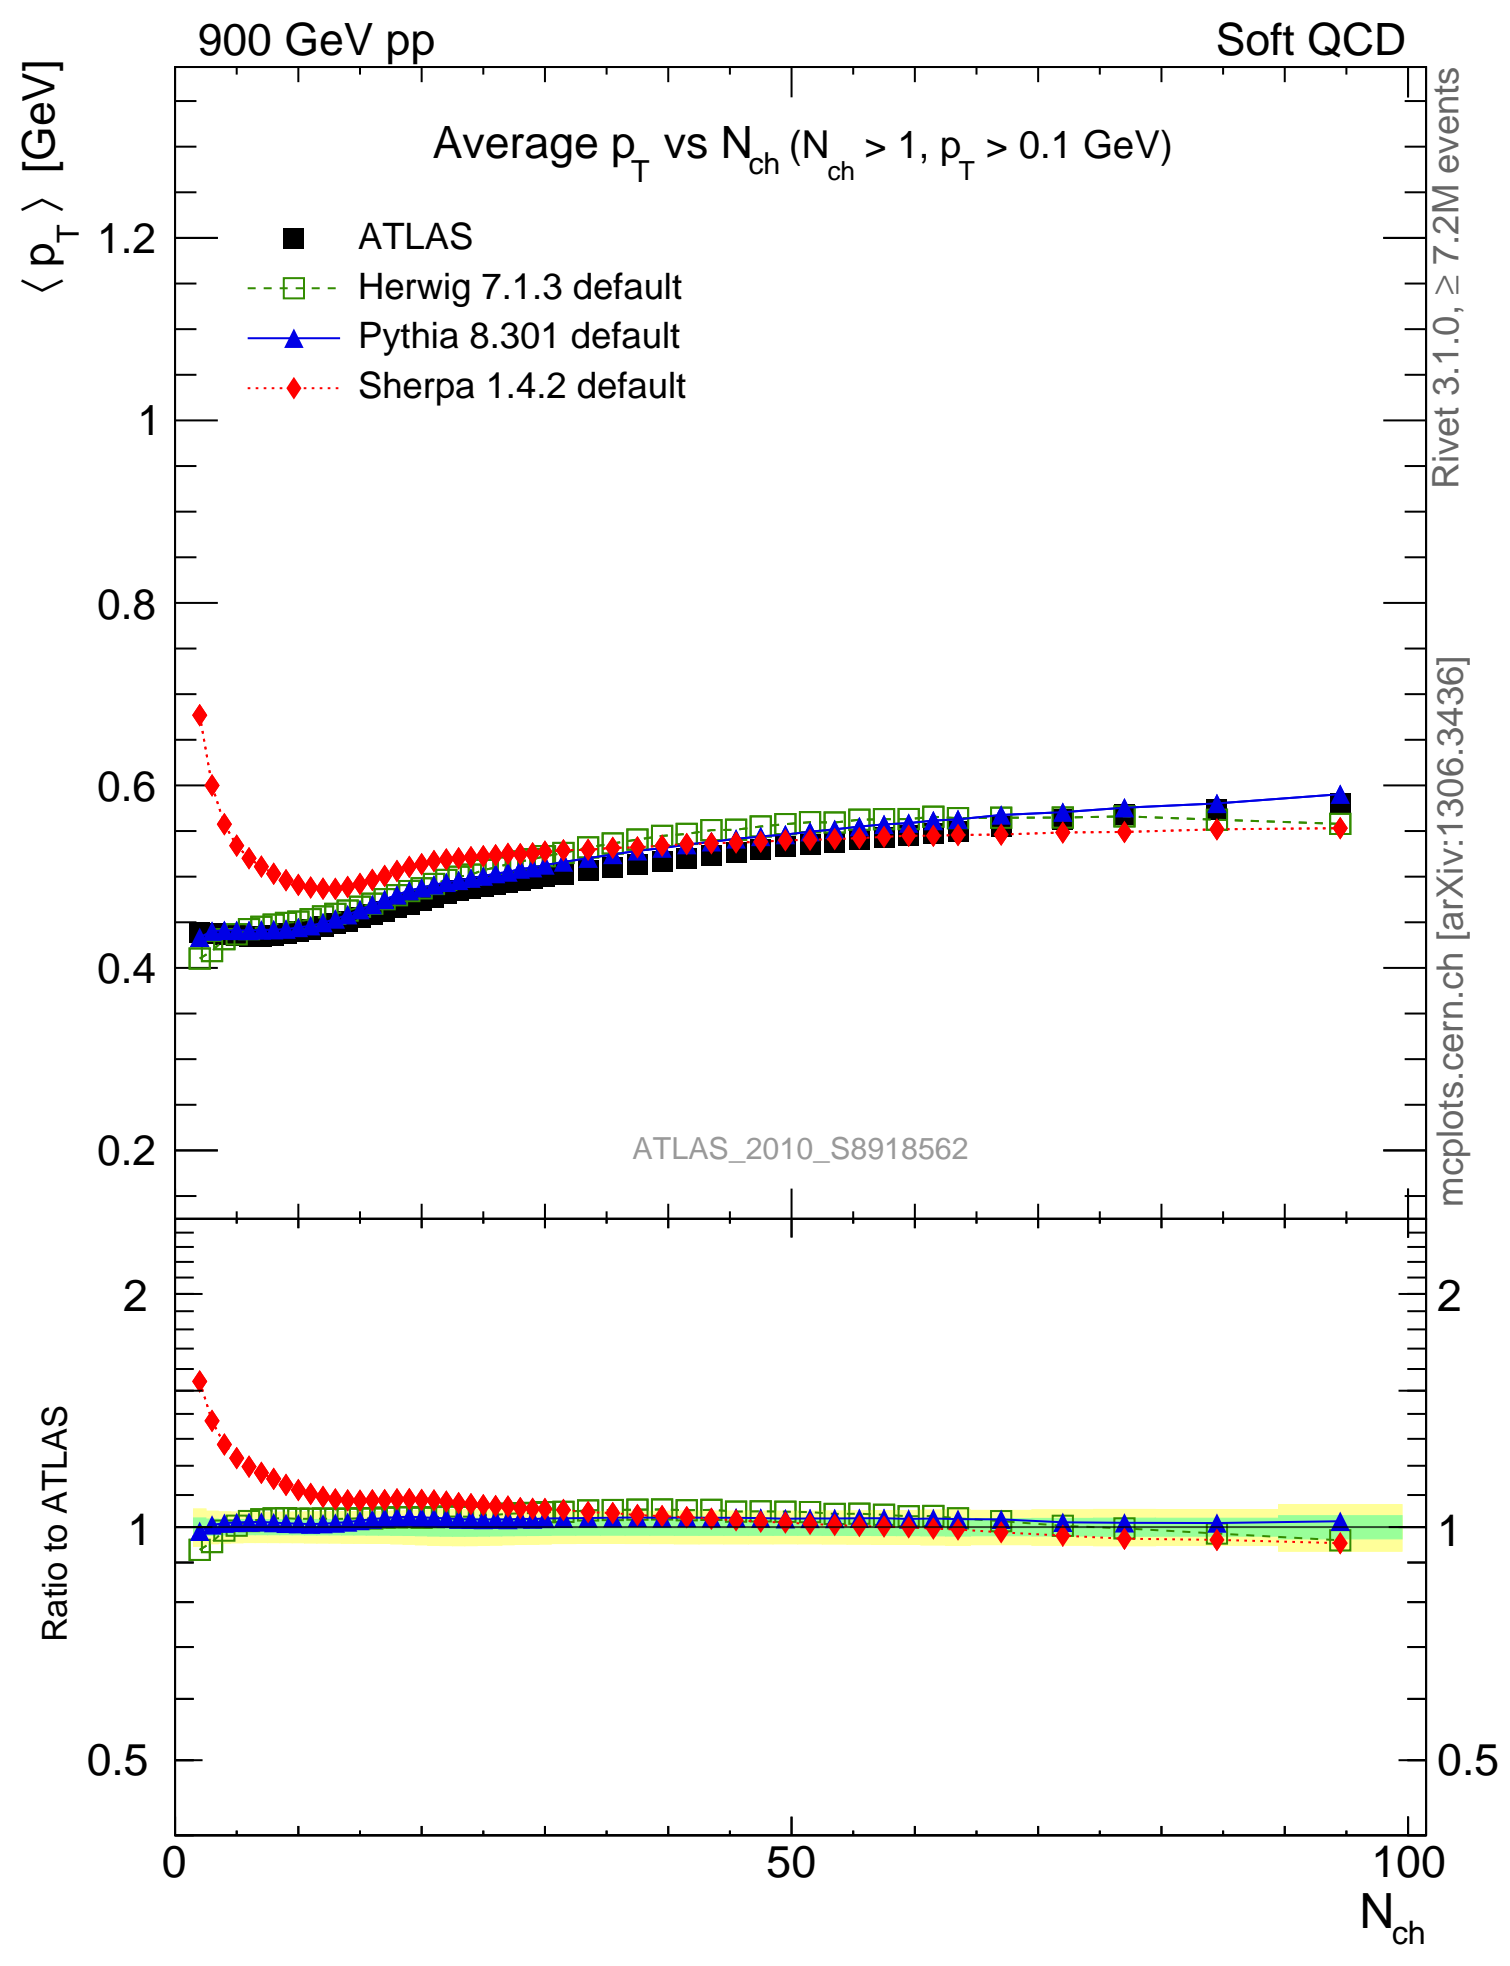 900 GeV pp
Soft QCD
⟨ p_T ⟩ [GeV]
Average p_T vs N_ch (N_ch > 1, p_T > 0.1 GeV)
ATLAS
Herwig 7.1.3 default
Pythia 8.301 default
Sherpa 1.4.2 default
1.2
1
0.8
0.6
0.4
0.2
ATLAS_2010_S8918562
Rivet 3.1.0, ≥ 7.2M events
mcplots.cern.ch [arXiv:1306.3436]
Ratio to ATLAS
2
1
0.5
2
1
0.5
0
50
100
N_ch